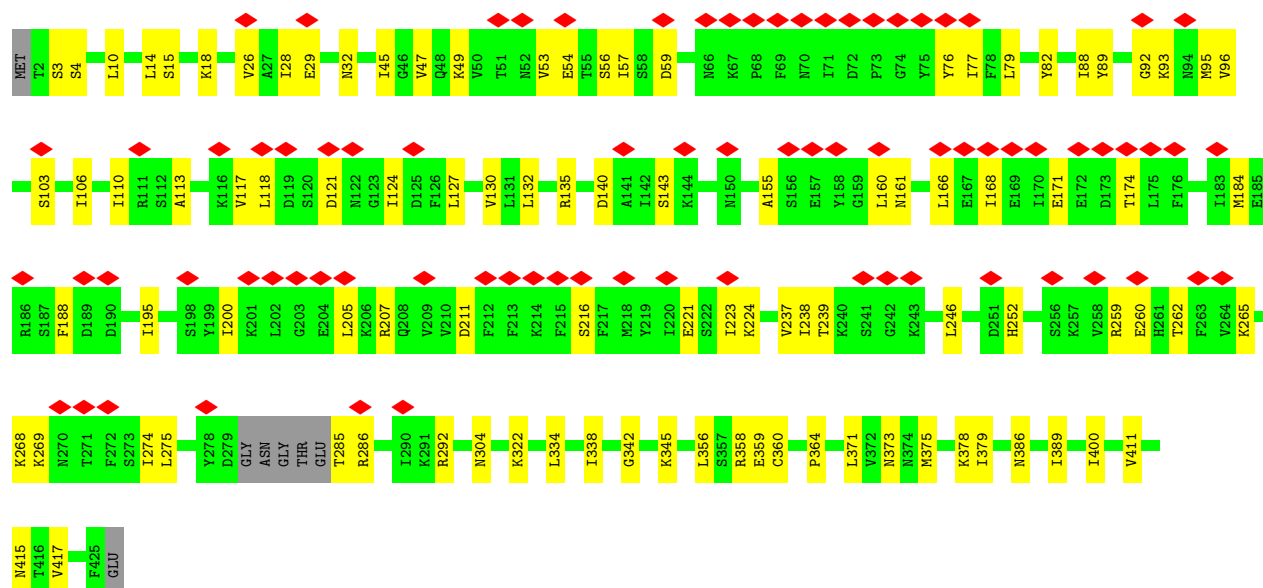 MET T2 S3 S4 L10 L14 S15 K18 V26 A27 I28 E29 N32 I45 G46 V47 Q48 K49 V50 T51 N52 V53 E54 T55 S56 I57 S58 D59 N66 K67 P68 F69 N70 I71 D72 P73 G74 Y75 Y76 I77 F78 L79 Y82 I88 Y89 G92 K93 N94 M95 V96
S103 I106 I110 R111 S112 A113 K116 V117 L118 D119 S120 D121 N122 G123 I124 D125 F126 L127 V130 L131 L132 R135 D140 A141 I142 S143 K144 N150 A155 S156 E157 Y158 G159 L160 N161 L166 E167 I168 E169 I170 E171 E172 D173 T174 L175 F176 I183 M184 E185
R186 S187 F188 D189 D190 I195 S198 Y199 I200 K201 L202 G203 E204 L205 K206 R207 Q208 V209 V210 D211 F212 F213 K214 F215 S216 F217 M218 Y219 I220 E221 S222 I223 K224 V237 I238 T239 K240 S241 G242 K243 L246 D251 H252 S256 K257 V258 R259 E260 H261 T262 F263 V264 K265
K268 K269 N270 T271 F272 S273 I274 L275 Y278 D279 GLY ASN GLY THR GLU T285 R286 I290 K291 R292 N304 K322 L334 I338 G342 K345 L356 S357 R358 E359 C360 P364 L371 V372 N373 N374 M375 K378 I379 N386 I389 I400 V411
N415 T416 V417 F425 GLU